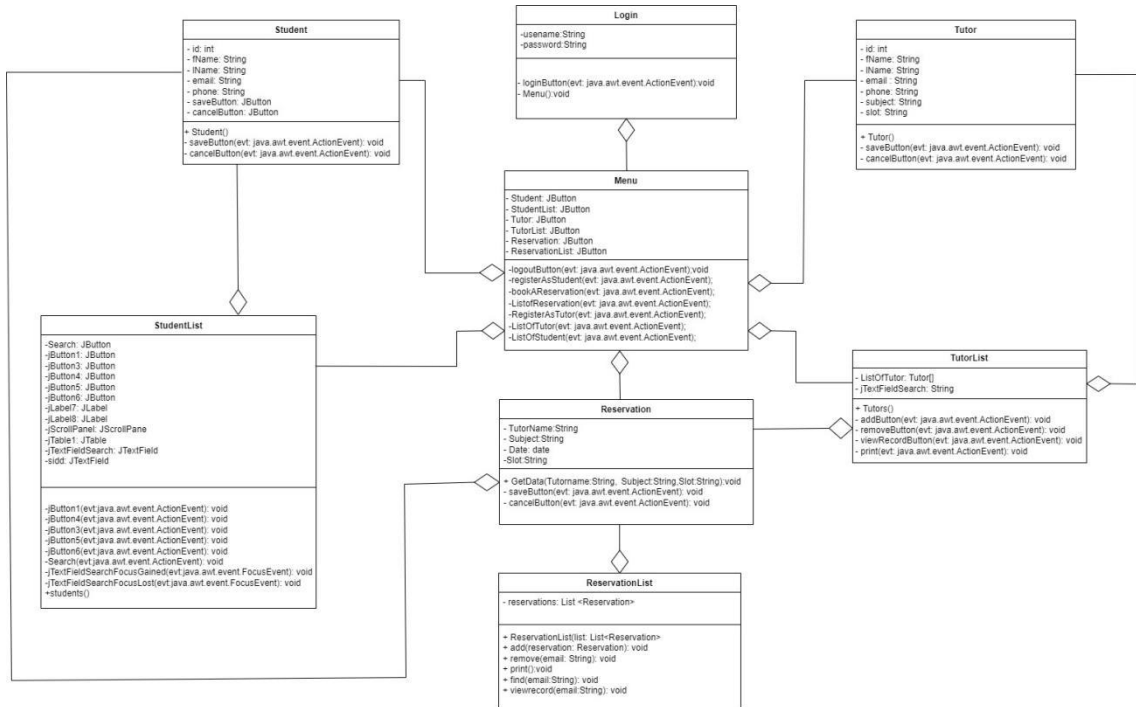 Student
- id: int
- fName: String
- lName: String
- email: String
- phone: String
- saveButton: JButton
- cancelButton: JButton
+ Student()
- saveButton(evt: java.awt.event.ActionEvent): void
- cancelButton(evt: java.awt.event.ActionEvent): void
Login
-usename:String
-password:String
- loginButton(evt: java.awt.event.ActionEvent):void
- Menu():void
Tutor
- id: int
- fName: String
- lName: String
- email : String
- phone: String
- subject: String
- slot: String
+ Tutor()
- saveButton(evt: java.awt.event.ActionEvent): void
- cancelButton(evt: java.awt.event.ActionEvent): void
Menu
- Student: JButton
- StudentList: JButton
- Tutor: JButton
- TutorList: JButton
- Reservation: JButton
- ReservationList: JButton
-logoutButton(evt: java.awt.event.ActionEvent);void
-registerAsStudent(evt: java.awt.event.ActionEvent);
-bookAReservation(evt: java.awt.event.ActionEvent);
-ListofReservation(evt: java.awt.event.ActionEvent);
-RegisterAsTutor(evt: java.awt.event.ActionEvent);
-ListOfTutor(evt: java.awt.event.ActionEvent);
-ListOfStudent(evt: java.awt.event.ActionEvent);
StudentList
-Search: JButton
-jButton1: JButton
-jButton3: JButton
-jButton4: JButton
-jButton5: JButton
-jButton6: JButton
-jLabel7: JLabel
-jLabel8: JLabel
-jScrollPanel: JScrollPane
-jTable1: JTable
-jTextFieldSearch: JTextField
-sidd: JTextField
-jButton1(evt:java.awt.event.ActionEvent): void
-jButton4(evt:java.awt.event.ActionEvent): void
-jButton3(evt:java.awt.event.ActionEvent): void
-jButton5(evt:java.awt.event.ActionEvent): void
-jButton6(evt:java.awt.event.ActionEvent): void
-Search(evt:java.awt.event.ActionEvent): void
-jTextFieldSearchFocusGained(evt:java.awt.event.FocusEvent): void
-jTextFieldSearchFocusLost(evt:java.awt.event.FocusEvent): void
+students()
TutorList
- ListOfTutor: Tutor[]
- jTextFieldSearch: String
+ Tutors()
- addButton(evt: java.awt.event.ActionEvent): void
- removeButton(evt: java.awt.event.ActionEvent): void
- viewRecordButton(evt: java.awt.event.ActionEvent): void
- print(evt: java.awt.event.ActionEvent): void
Reservation
- TutorName:String
- Subject:String
- Date: date
-Slot:String
+ GetData(Tutorname:String, Subject:String,Slot:String):void
- saveButton(evt: java.awt.event.ActionEvent): void
- cancelButton(evt: java.awt.event.ActionEvent): void
ReservationList
- reservations: List <Reservation>
+ ReservationList(list: List<Reservation>
+ add(reservation: Reservation): void
+ remove(email: String): void
+ print():void
+ find(email:String): void
+ viewrecord(email:String): void